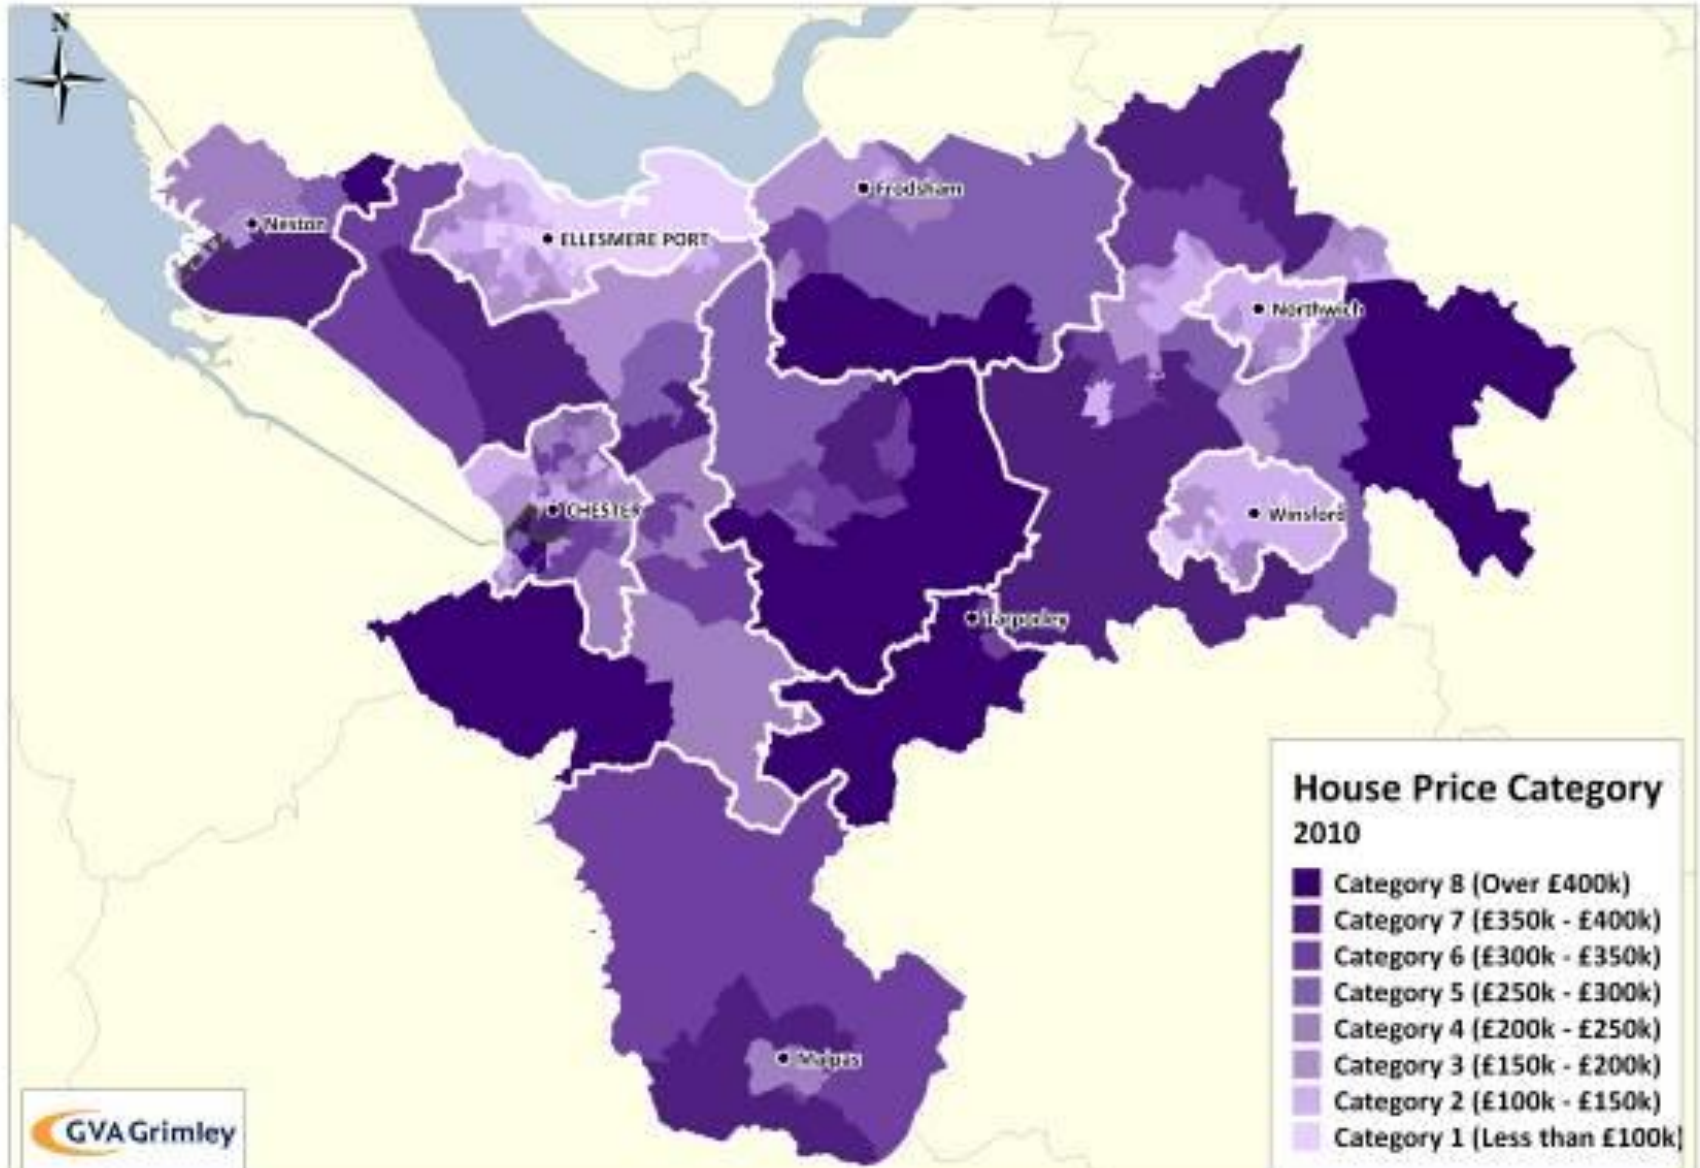 N
Neston
ELLESMERE PORT
Frodsham
Northwich
CHESTER
Winsford
Tarporley
Malpas
House Price Category
2010
Category 8 (Over £400k)
Category 7 (£350k - £400k)
Category 6 (£300k - £350k)
Category 5 (£250k - £300k)
Category 4 (£200k - £250k)
Category 3 (£150k - £200k)
Category 2 (£100k - £150k)
Category 1 (Less than £100k)
GVA Grimley